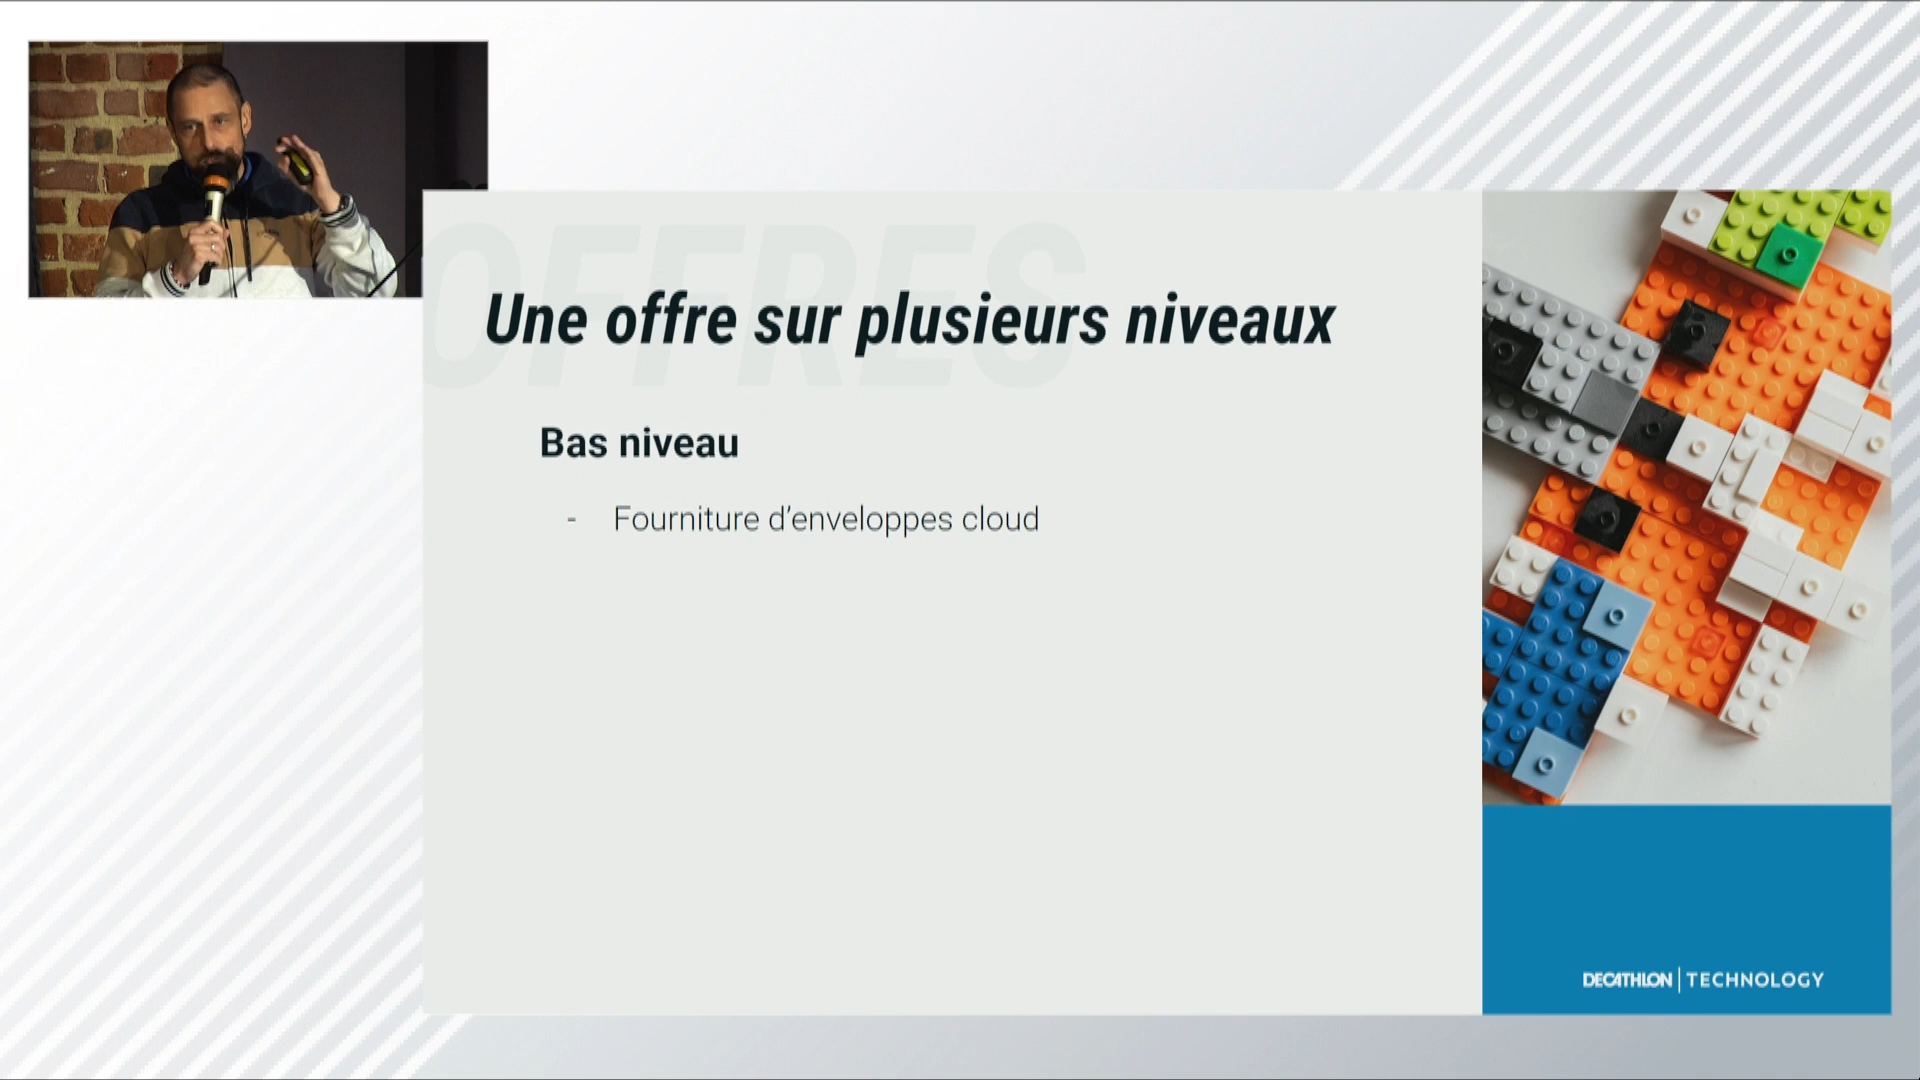 OFFRES
Une offre sur plusieurs niveaux
Bas niveau
- Fourniture d’enveloppes cloud
DECATHLON | TECHNOLOGY